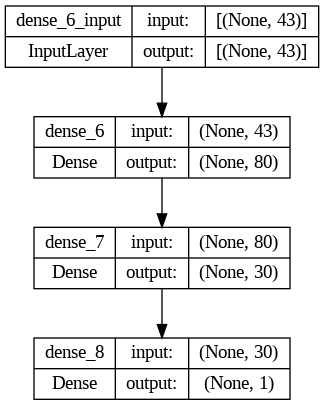 dense_6_input input: [(None, 43)]
InputLayer output: [(None, 43)]
dense_6 input: (None, 43)
Dense output: (None, 80)
dense_7 input: (None, 80)
Dense output: (None, 30)
dense_8 input: (None, 30)
Dense output: (None, 1)